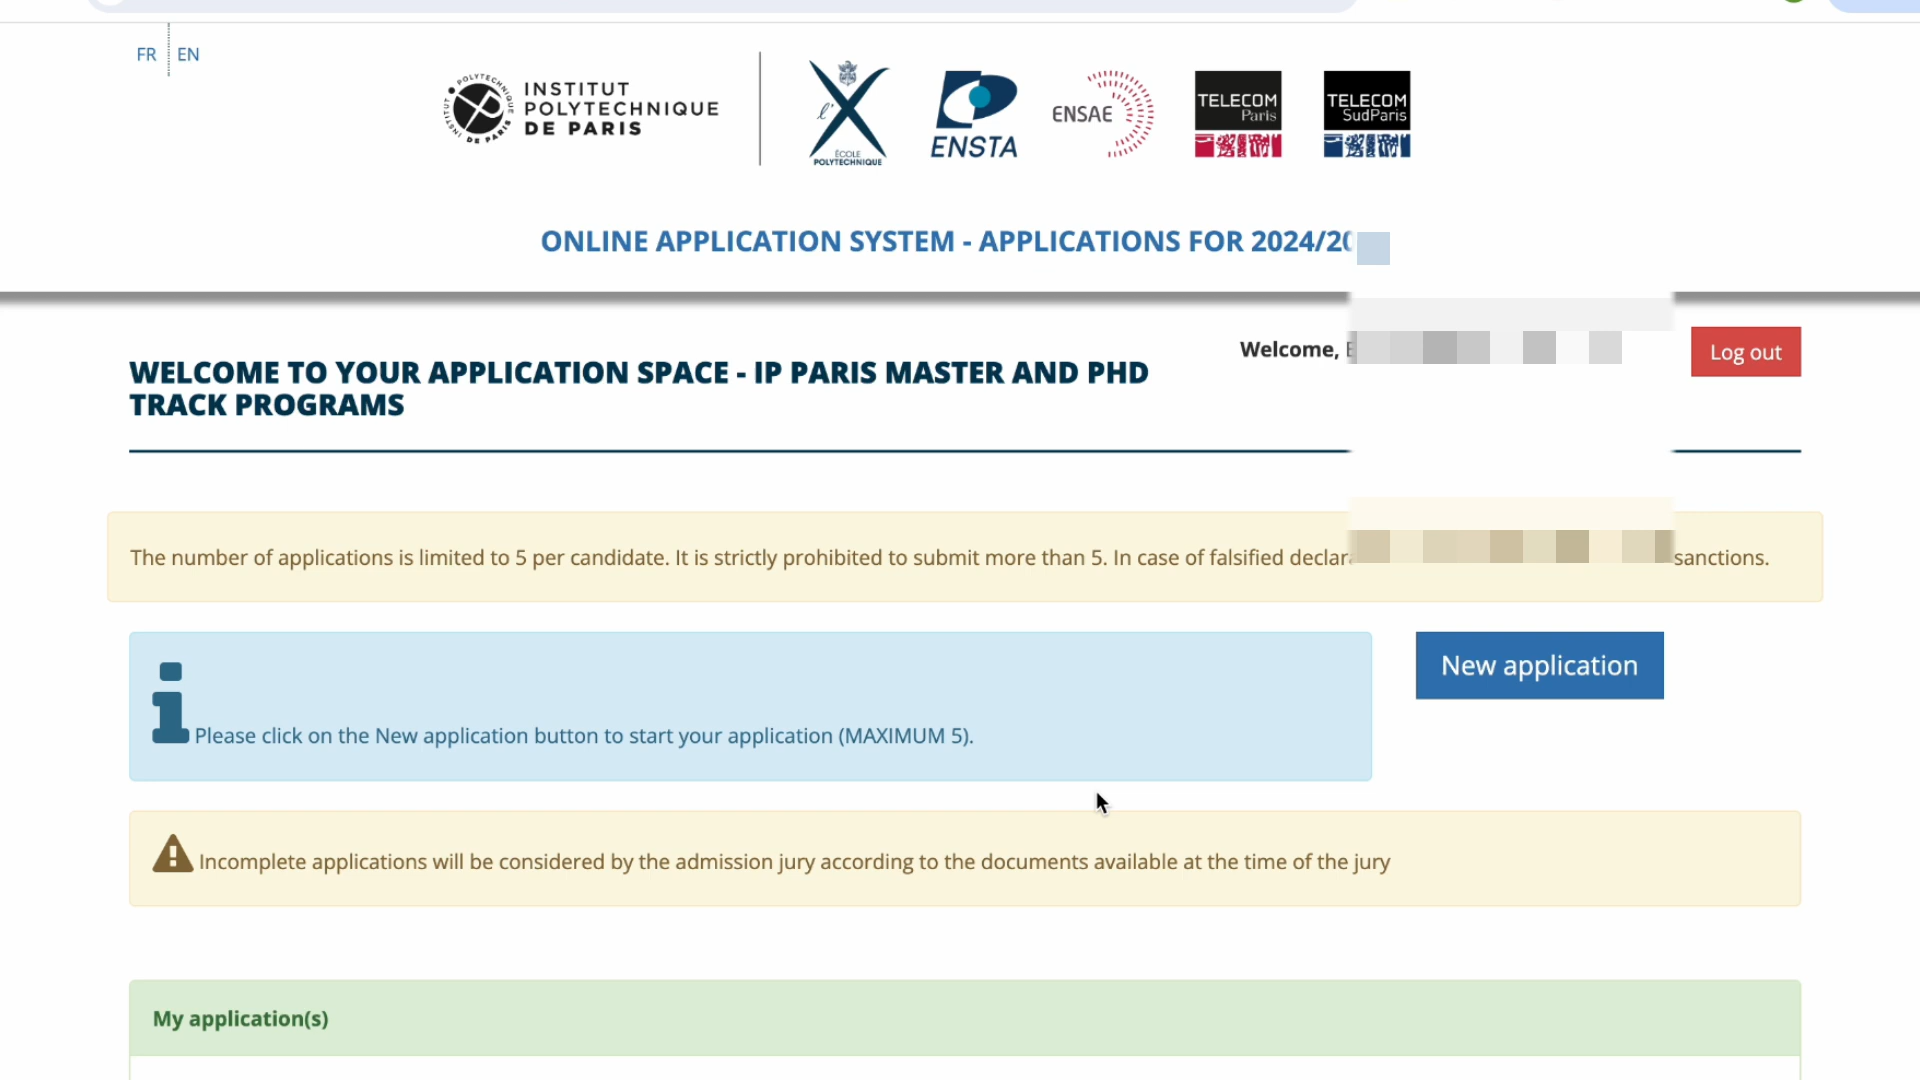 FR EN
INSTITUT
POLYTECHNIQUE
DE PARIS
INSTITUT POLYTECHNIQUE DE PARIS
l'X
ÉCOLE
POLYTECHNIQUE
ENSTA
ENSAE
TELECOM
Paris
TELECOM
SudParis
ONLINE APPLICATION SYSTEM - APPLICATIONS FOR 2024/20
Welcome,
Log out
WELCOME TO YOUR APPLICATION SPACE - IP PARIS MASTER AND PHD
TRACK PROGRAMS
The number of applications is limited to 5 per candidate. It is strictly prohibited to submit more than 5. In case of falsified sanctions.
New application
Please click on the New application button to start your application (MAXIMUM 5).
Incomplete applications will be considered by the admission jury according to the documents available at the time of the jury
My application(s)